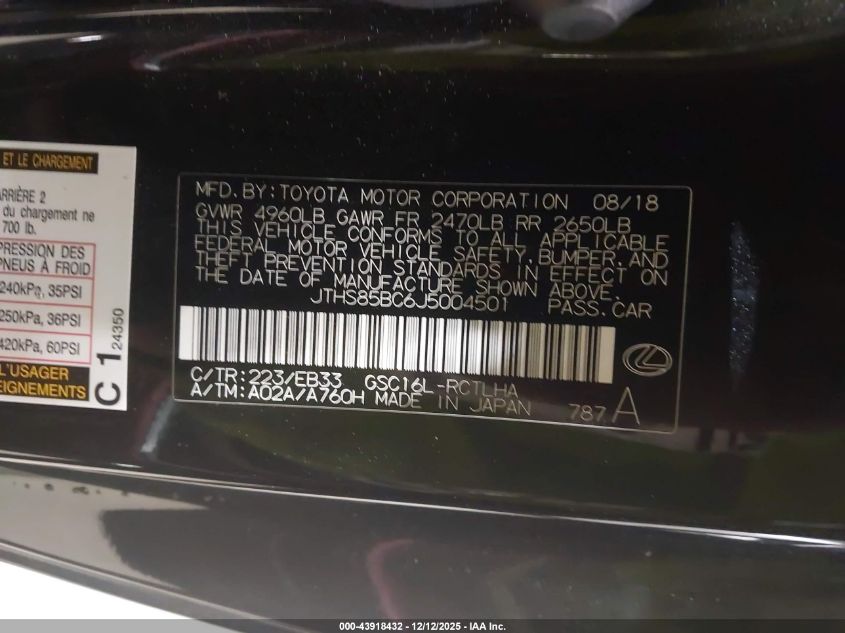 ET LE CHARGEMENT
ARRIÈRE 2
du chargement ne
700 lb.
PRESSION DES
PNEUS À FROID
240kPa, 35PSI
250kPa, 36PSI
420kPa, 60PSI
L'USAGER
SEIGNEMENTS
C 1 24350
MFD. BY: TOYOTA MOTOR CORPORATION 08/18
GVWR 4960LB GAWR FR 2470LB RR 2650LB
THIS VEHICLE CONFORMS TO ALL APPLICABLE
FEDERAL MOTOR VEHICLE SAFETY, BUMPER, AND
THEFT PREVENTION STANDARDS IN EFFECT ON
THE DATE OF MANUFACTURE SHOWN ABOVE.
JTHS85BC6J5004501 PASS. CAR
C/TR: 223/EB33 GSC16L-RCTLHA
A/TM: A02A/A760H MADE IN JAPAN 787 A
000-43918432 - 12/12/2025 - IAA Inc.